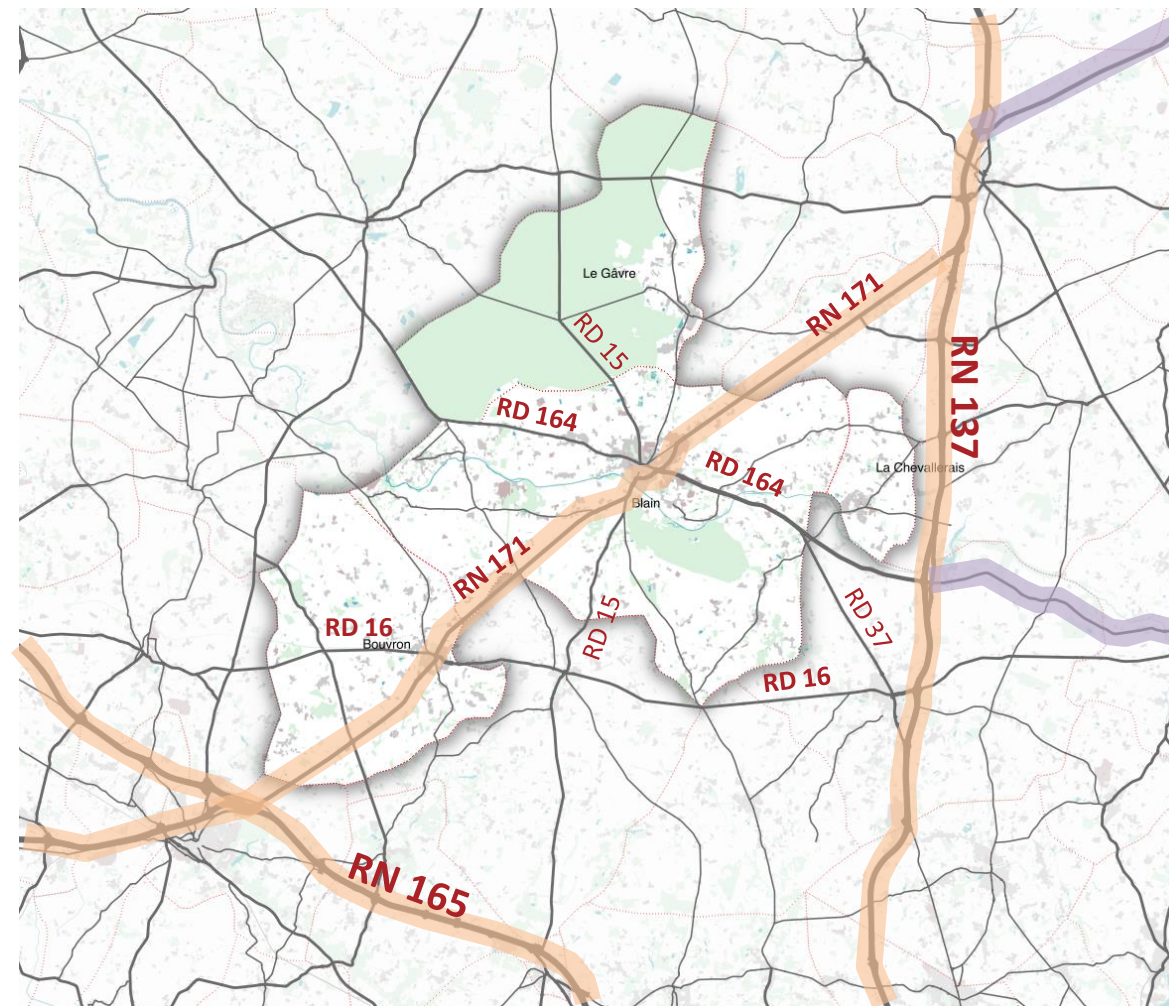 Le Gâvre
RN 171
RD 15
RN 137
RD 164
RD 164
La Chevallerais
Blain
RN 171
RD 15
RD 37
RD 16
Bouvron
RD 16
RN 165